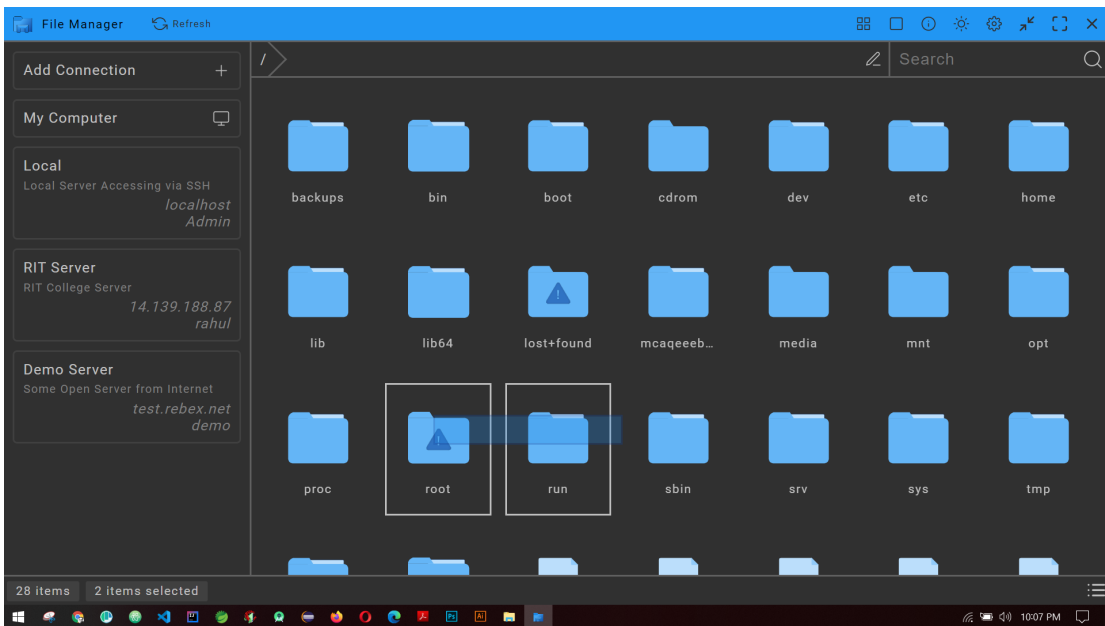 File Manager
Refresh
Add Connection
My Computer
Local
Local Server Accessing via SSH
localhost
Admin
RIT Server
RIT College Server
14.139.188.87
rahul
Demo Server
Some Open Server from Internet
test.rebex.net
demo
/
Search
backups bin boot cdrom dev etc home
lib lib64 lost+found mcaqeeeb... media mnt opt
proc root run sbin srv sys tmp
28 items 2 items selected
Ps Ai 10:07 PM